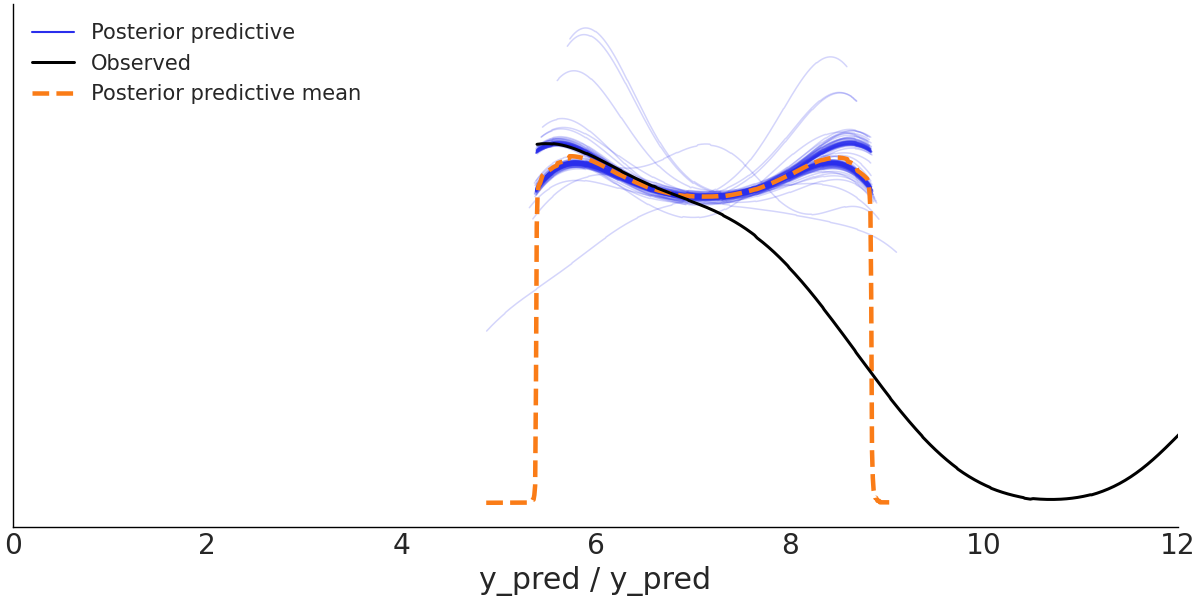 Posterior predictive
Observed
Posterior predictive mean
0 2 4 6 8 10 12
y_pred / y_pred